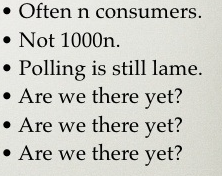 • Often n consumers.
• Not 1000n.
• Polling is still lame.
• Are we there yet?
• Are we there yet?
• Are we there yet?